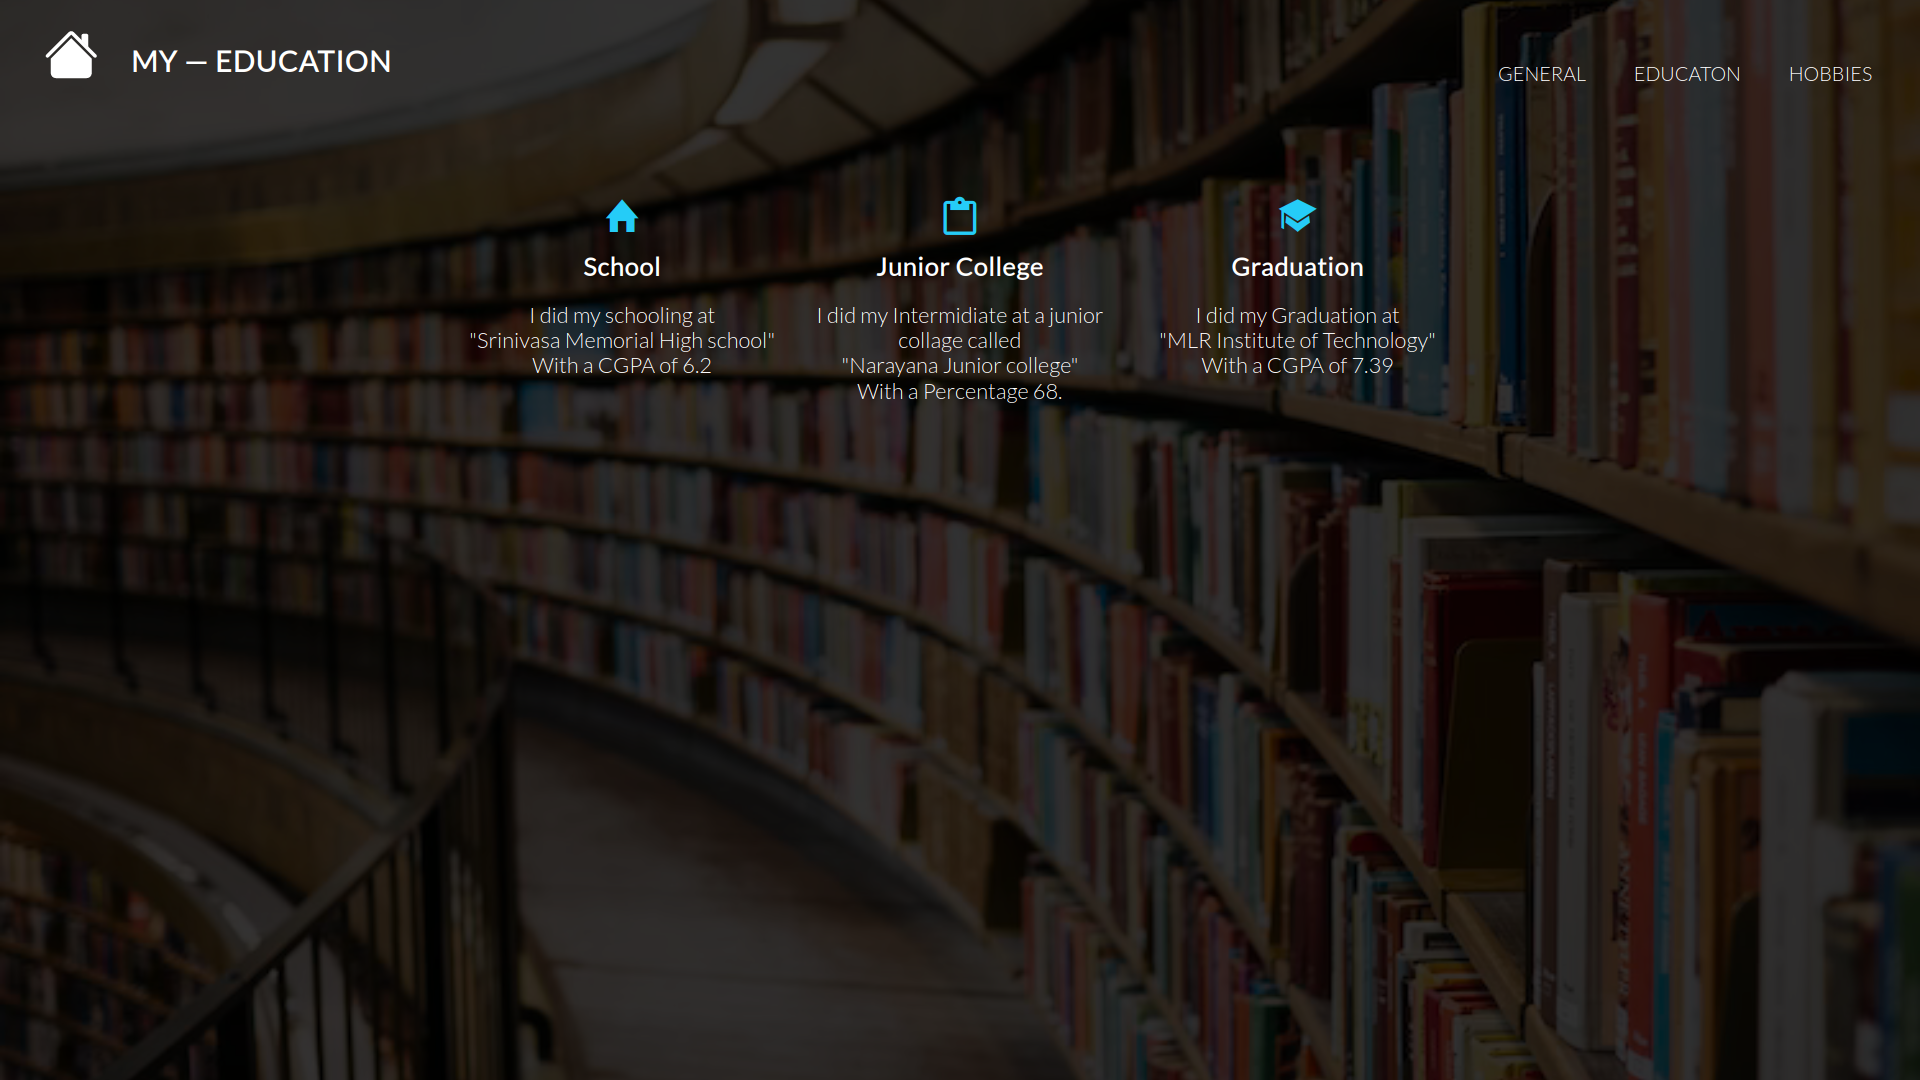 MY — EDUCATION
GENERAL
EDUCATON
HOBBIES
School
I did my schooling at
"Srinivasa Memorial High school"
With a CGPA of 6.2
Junior College
I did my Intermidiate at a junior
collage called
"Narayana Junior college"
With a Percentage 68.
Graduation
I did my Graduation at
"MLR Institute of Technology"
With a CGPA of 7.39